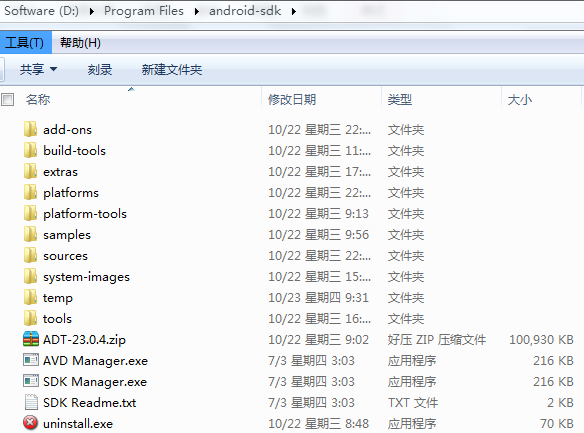 Software (D:) ▸ Program Files ▸ android-sdk ▸
工具(T) 帮助(H)
共享 刻录 新建文件夹
名称 修改日期 类型 大小
add-ons 10/22 星期三 22:... 文件夹
build-tools 10/22 星期三 11:... 文件夹
extras 10/22 星期三 17:... 文件夹
platforms 10/22 星期三 22:... 文件夹
platform-tools 10/22 星期三 9:13 文件夹
samples 10/22 星期三 9:56 文件夹
sources 10/22 星期三 22:... 文件夹
system-images 10/22 星期三 15:... 文件夹
temp 10/23 星期四 9:31 文件夹
tools 10/22 星期三 16:... 文件夹
ADT-23.0.4.zip 10/22 星期三 9:02 好压 ZIP 压缩文件 100,930 KB
AVD Manager.exe 7/3 星期四 3:03 应用程序 216 KB
SDK Manager.exe 7/3 星期四 3:03 应用程序 216 KB
SDK Readme.txt 7/3 星期四 3:03 TXT 文件 2 KB
uninstall.exe 10/22 星期三 8:48 应用程序 70 KB